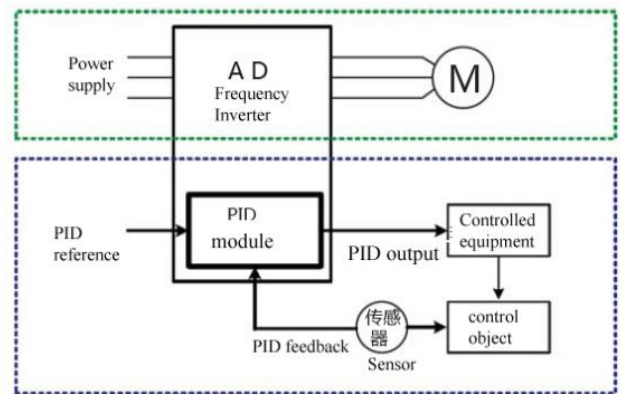 Power
supply
A D
Frequency
Inverter
M
PID
reference
PID
module
PID output
Controlled
equipment
control
object
传感
器
Sensor
PID feedback